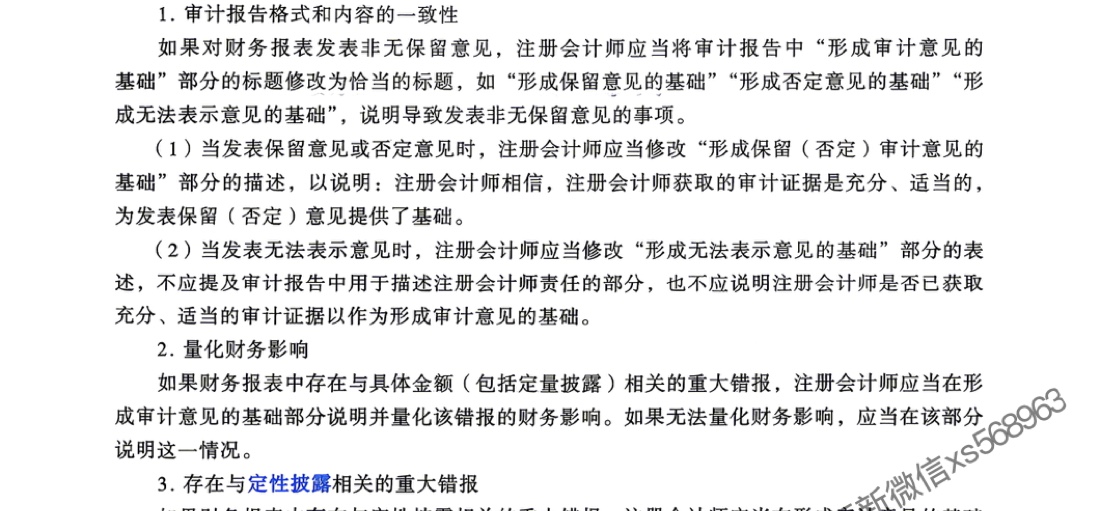 1. 审计报告格式和内容的一致性
如果对财务报表发表非无保留意见，注册会计师应当将审计报告中“形成审计意见的
基础”部分的标题修改为恰当的标题，如“形成保留意见的基础”“形成否定意见的基础”“形
成无法表示意见的基础”，说明导致发表非无保留意见的事项。
（1）当发表保留意见或否定意见时，注册会计师应当修改“形成保留（否定）审计意见的
基础”部分的描述，以说明：注册会计师相信，注册会计师获取的审计证据是充分、适当的，
为发表保留（否定）意见提供了基础。
（2）当发表无法表示意见时，注册会计师应当修改“形成无法表示意见的基础”部分的表
述，不应提及审计报告中用于描述注册会计师责任的部分，也不应说明注册会计师是否已获取
充分、适当的审计证据以作为形成审计意见的基础。
2. 量化财务影响
如果财务报表中存在与具体金额（包括定量披露）相关的重大错报，注册会计师应当在形
成审计意见的基础部分说明并量化该错报的财务影响。如果无法量化财务影响，应当在该部分
说明这一情况。
3. 存在与定性披露相关的重大错报
新微信xs568963